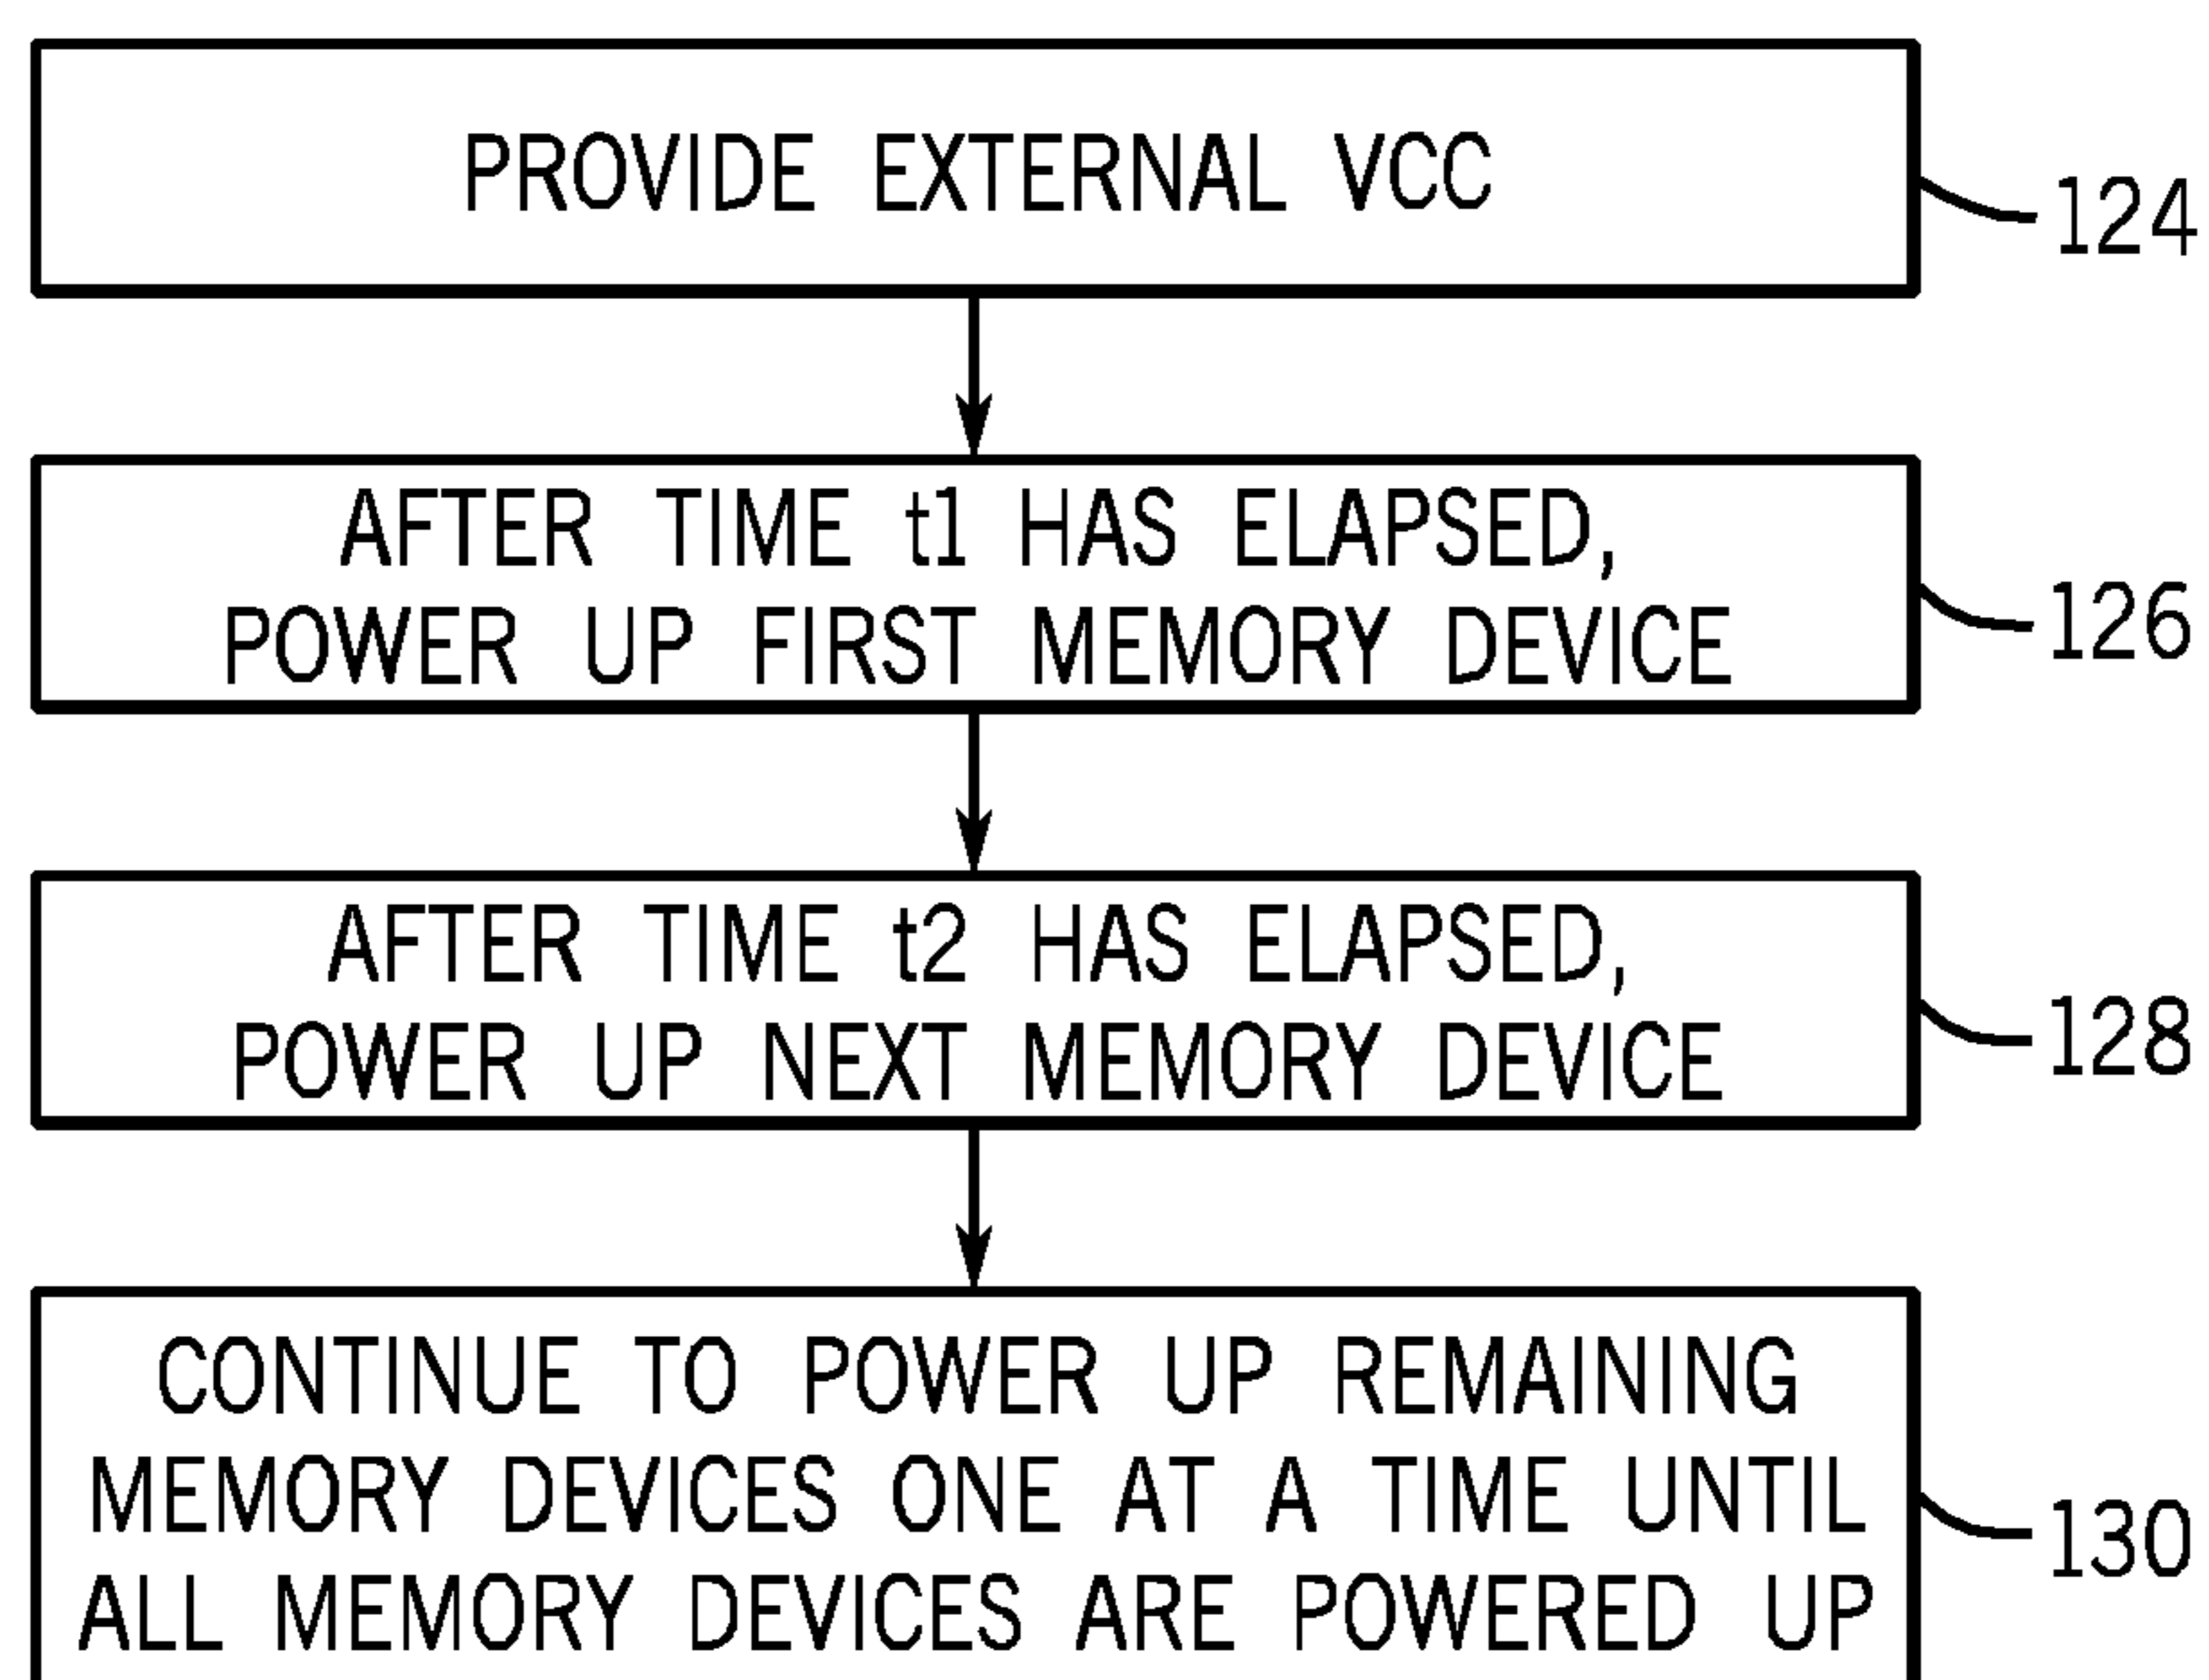 PROVIDE EXTERNAL VCC
124
AFTER TIME t1 HAS ELAPSED,
POWER UP FIRST MEMORY DEVICE
126
AFTER TIME t2 HAS ELAPSED,
POWER UP NEXT MEMORY DEVICE
128
CONTINUE TO POWER UP REMAINING
MEMORY DEVICES ONE AT A TIME UNTIL
ALL MEMORY DEVICES ARE POWERED UP
130